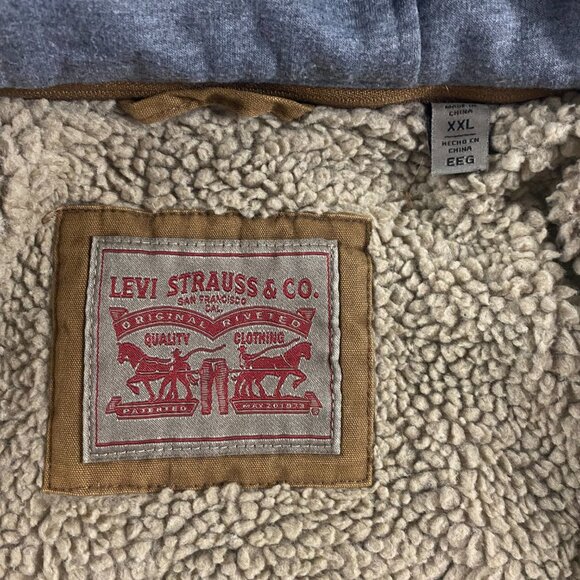 MADE IN
CHINA
XXL
HECHO EN
CHINA
EEG
LEVI STRAUSS & CO.
SAN FRANCISCO
CAL.
ORIGINAL RIVETED
QUALITY CLOTHING
PATENTED MAY 20 1873